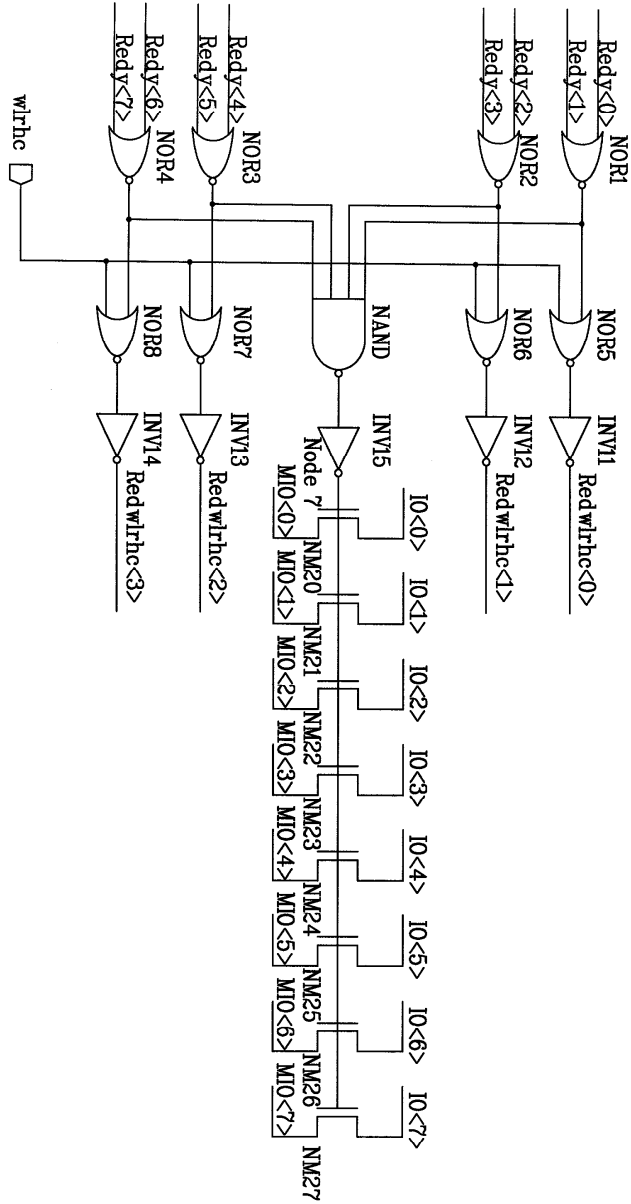 Redy<0>
Redy<1>
NOR1
NOR5
INV11
Redwlrhc<0>
Redy<2>
Redy<3>
NOR2
NOR6
INV12
Redwlrhc<1>
IO<0>
IO<1>
IO<2>
IO<3>
IO<4>
IO<5>
IO<6>
IO<7>
NAND
INV15
Node 7
NM20
NM21
NM22
NM23
NM24
NM25
NM26
NM27
MIO<0>
MIO<1>
MIO<2>
MIO<3>
MIO<4>
MIO<5>
MIO<6>
MIO<7>
Redy<4>
Redy<5>
NOR3
NOR7
INV13
Redwlrhc<2>
Redy<6>
Redy<7>
NOR4
NOR8
INV14
Redwlrhc<3>
wlrhc